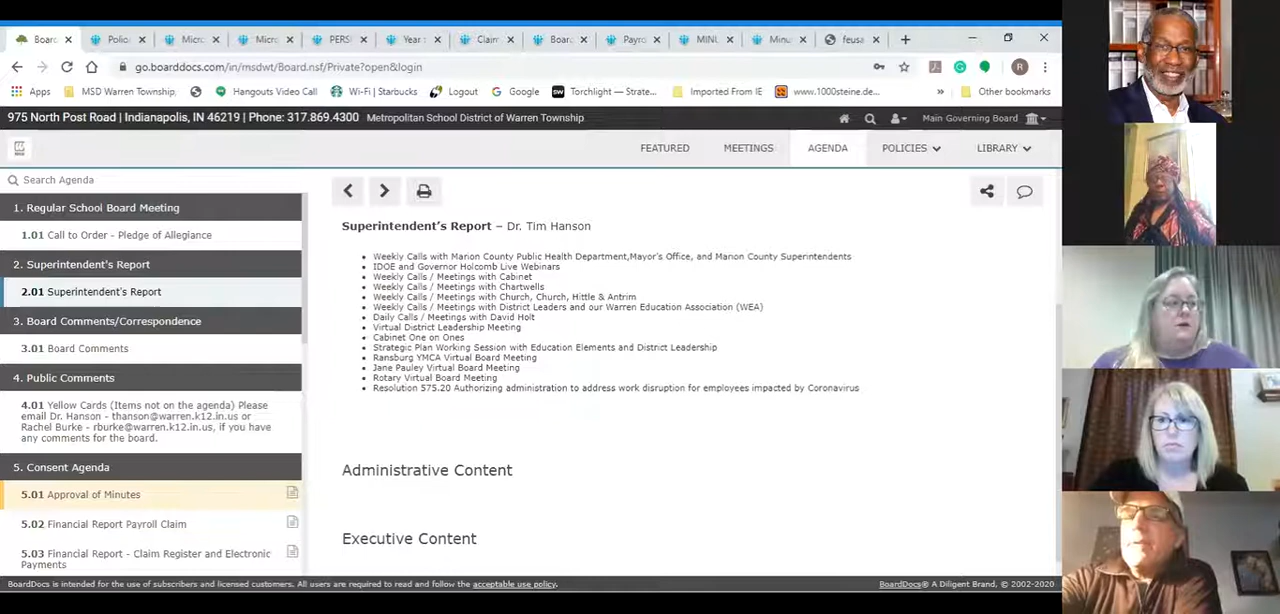 Board
Polici
Micro
Micro
PERS
Year
Claim
Board
Payro
MINU
Minu
feusa
go.boarddocs.com/in/msdwt/Board.nsf/Private?open&login
R
Apps
MSD Warren Township
Hangouts Video Call
Wi-Fi | Starbucks
Logout
Google
Torchlight — Strate...
Imported From IE
www.1000steine.de...
»
Other bookmarks
975 North Post Road | Indianapolis, IN 46219 | Phone: 317.869.4300 Metropolitan School District of Warren Township
Main Governing Board
FEATURED
MEETINGS
AGENDA
POLICIES
LIBRARY
Search Agenda
1. Regular School Board Meeting
1.01 Call to Order - Pledge of Allegiance
2. Superintendent's Report
2.01 Superintendent's Report
3. Board Comments/Correspondence
3.01 Board Comments
4. Public Comments
4.01 Yellow Cards (Items not on the agenda) Please
email Dr. Hanson - thanson@warren.k12.in.us or
Rachel Burke - rburke@warren.k12.in.us, if you have
any comments for the board.
5. Consent Agenda
5.01 Approval of Minutes
5.02 Financial Report Payroll Claim
5.03 Financial Report - Claim Register and Electronic
Payments
Superintendent's Report – Dr. Tim Hanson
• Weekly Calls with Marion County Public Health Department,Mayor's Office, and Marion County Superintendents
• IDOE and Governor Holcomb Live Webinars
• Weekly Calls / Meetings with Cabinet
• Weekly Calls / Meetings with Chartwells
• Weekly Calls / Meetings with Church, Church, Hittle & Antrim
• Weekly Calls / Meetings with District Leaders and our Warren Education Association (WEA)
• Daily Calls / Meetings with David Holt
• Virtual District Leadership Meeting
• Cabinet One on Ones
• Strategic Plan Working Session with Education Elements and District Leadership
• Ransburg YMCA Virtual Board Meeting
• Jane Pauley Virtual Board Meeting
• Rotary Virtual Board Meeting
• Resolution 575.20 Authorizing administration to address work disruption for employees impacted by Coronavirus
Administrative Content
Executive Content
BoardDocs is intended for the use of subscribers and licensed customers. All users are required to read and follow the acceptable use policy.
BoardDocs® A Diligent Brand, © 2002-2020